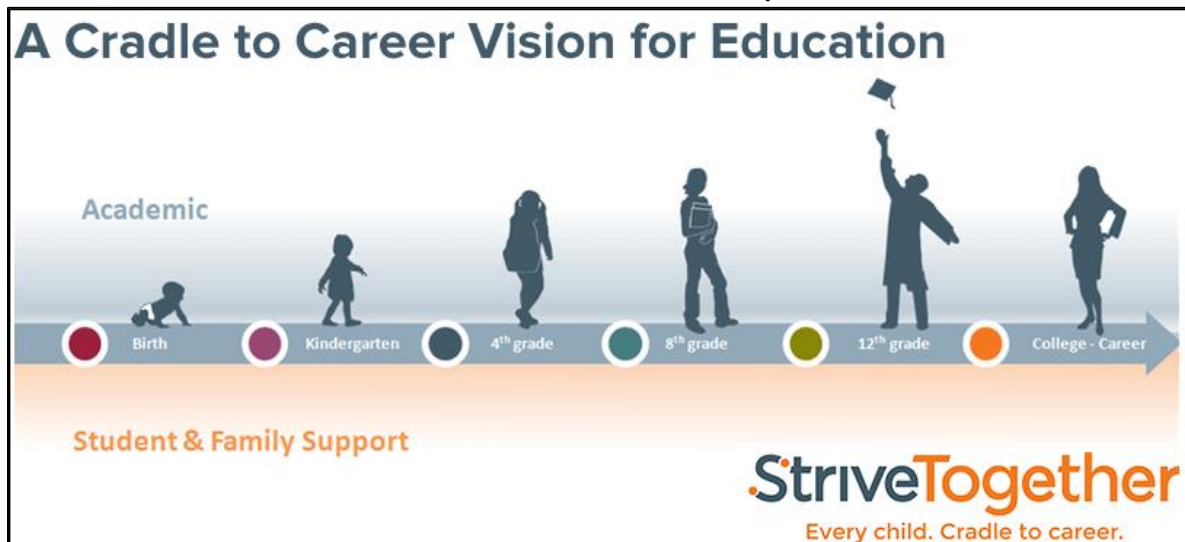 A Cradle to Career Vision for Education
Academic
Birth
Kindergarten
4th grade
8th grade
12th grade
College - Career
Student & Family Support
StriveTogether
Every child. Cradle to career.